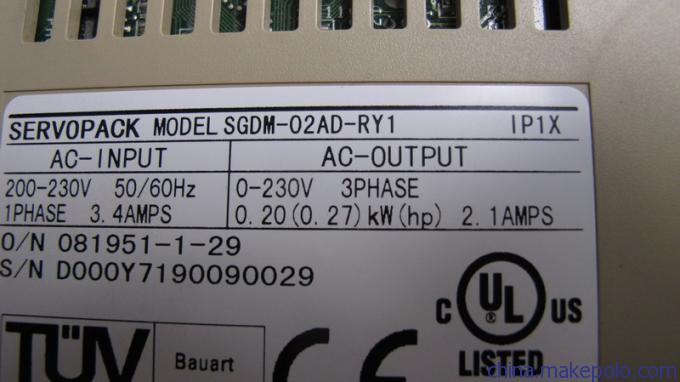 SERVOPACK MODEL SGDM-02AD-RY1 IP1X
AC-INPUT AC-OUTPUT
200-230V 50/60Hz 0-230V 3PHASE
1PHASE 3.4AMPS 0.20(0.27)kW(hp) 2.1AMPS
O/N 081951-1-29
S/N D000Y7190090029
C UL ® US
LISTED
TÜV Bauart CE
china.makepolo.com